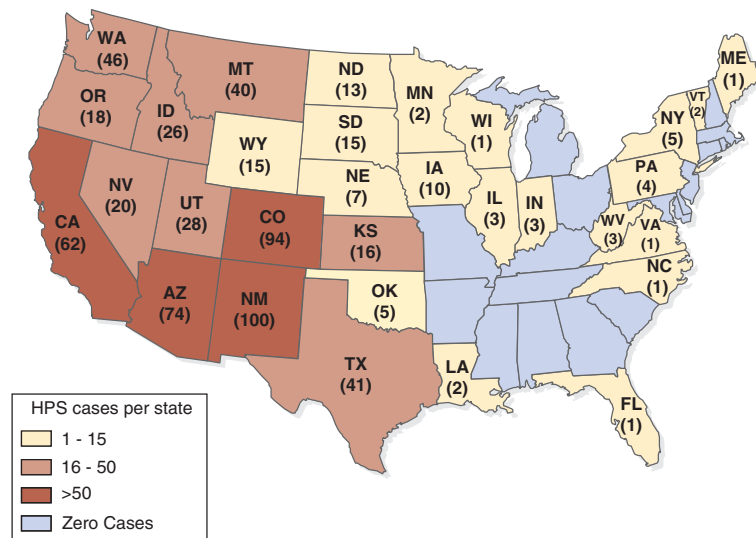 WA
(46)
OR
(18)
ID
(26)
MT
(40)
ND
(13)
MN
(2)
WI
(1)
ME
(1)
VT
(2)
NY
(5)
SD
(15)
WY
(15)
NE
(7)
IA
(10)
IL
(3)
IN
(3)
PA
(4)
WV
(3)
VA
(1)
NC
(1)
NV
(20)
UT
(28)
CO
(94)
KS
(16)
CA
(62)
AZ
(74)
NM
(100)
OK
(5)
TX
(41)
LA
(2)
FL
(1)
HPS cases per state
1 - 15
16 - 50
>50
Zero Cases